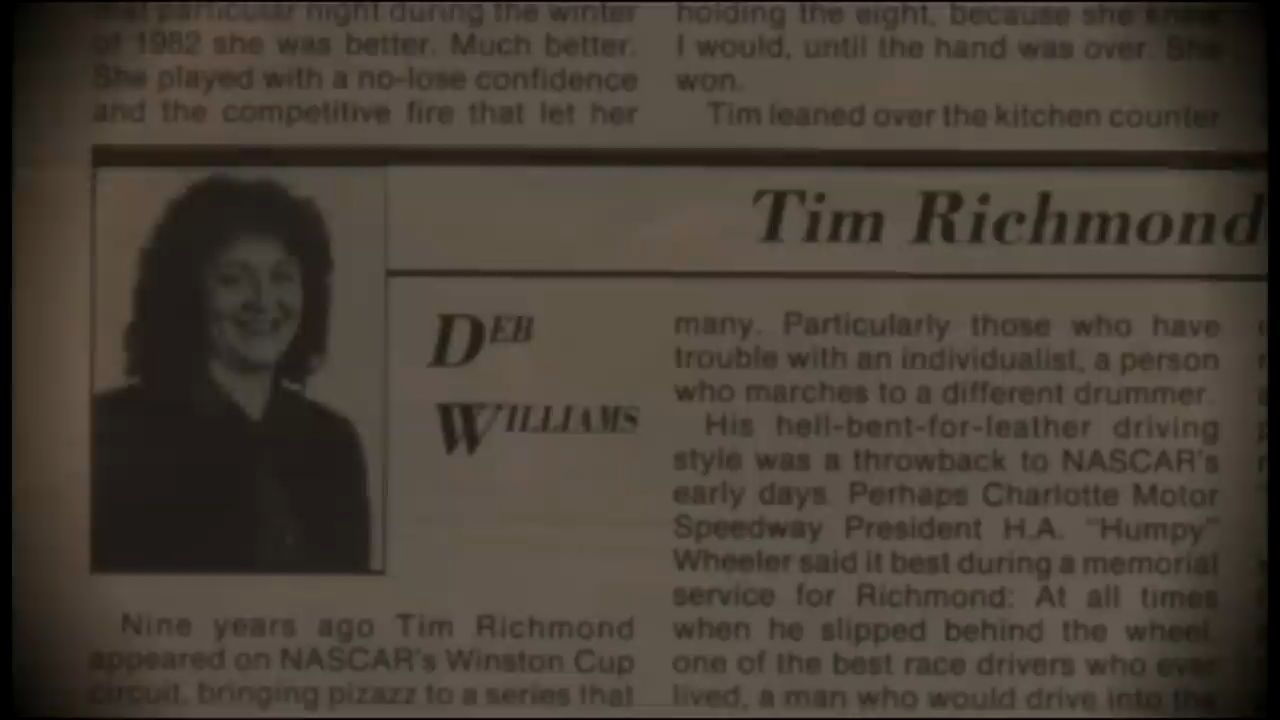 that particular night during the winter
of 1982 she was better. Much better.
She played with a no-lose confidence
and the competitive fire that let her
holding the eight, because she knew
I would, until the hand was over. She
won.
Tim leaned over the kitchen counter
Tim Richmond
DEB
WILLIAMS
Nine years ago Tim Richmond
appeared on NASCAR's Winston Cup
circuit, bringing pizazz to a series that
many. Particularly those who have
trouble with an individualist, a person
who marches to a different drummer.
His hell-bent-for-leather driving
style was a throwback to NASCAR's
early days. Perhaps Charlotte Motor
Speedway President H.A. "Humpy"
Wheeler said it best during a memorial
service for Richmond: At all times
when he slipped behind the wheel,
one of the best race drivers who ever
lived, a man who would drive into the